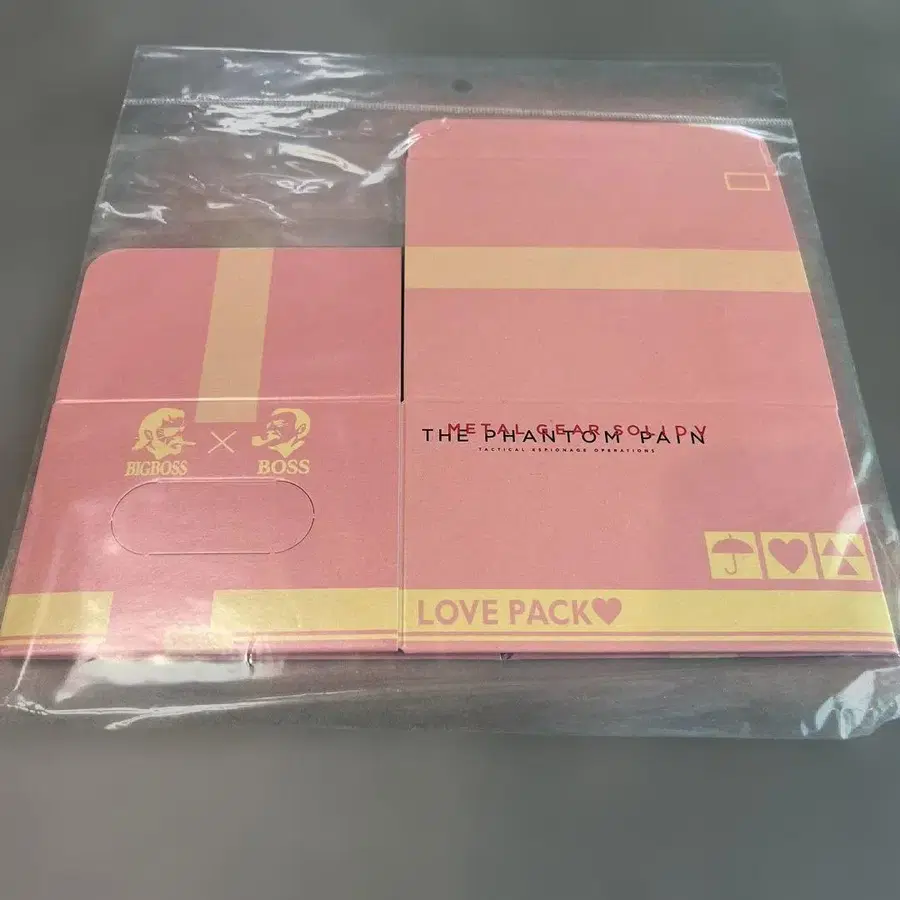 BIGBOSS × BOSS
METAL GEAR SOLID V
THE PHANTOM PAIN
TACTICAL ESPIONAGE OPERATIONS
LOVE PACK♥